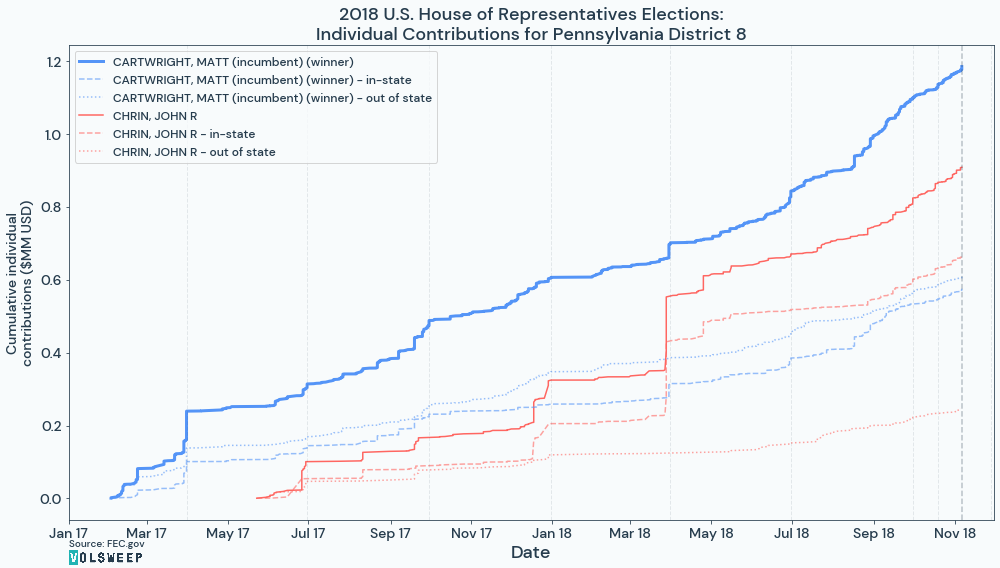 2018 U.S. House of Representatives Elections:
Individual Contributions for Pennsylvania District 8
CARTWRIGHT, MATT (incumbent) (winner)
CARTWRIGHT, MATT (incumbent) (winner) - in-state
CARTWRIGHT, MATT (incumbent) (winner) - out of state
CHRIN, JOHN R
CHRIN, JOHN R - in-state
CHRIN, JOHN R - out of state
Cumulative individual
contributions ($MM USD)
1.2
1.0
0.8
0.6
0.4
0.2
0.0
Jan 17 Mar 17 May 17 Jul 17 Sep 17 Nov 17 Jan 18 Mar 18 May 18 Jul 18 Sep 18 Nov 18
Date
Source: FEC.gov
VOLSWEEP